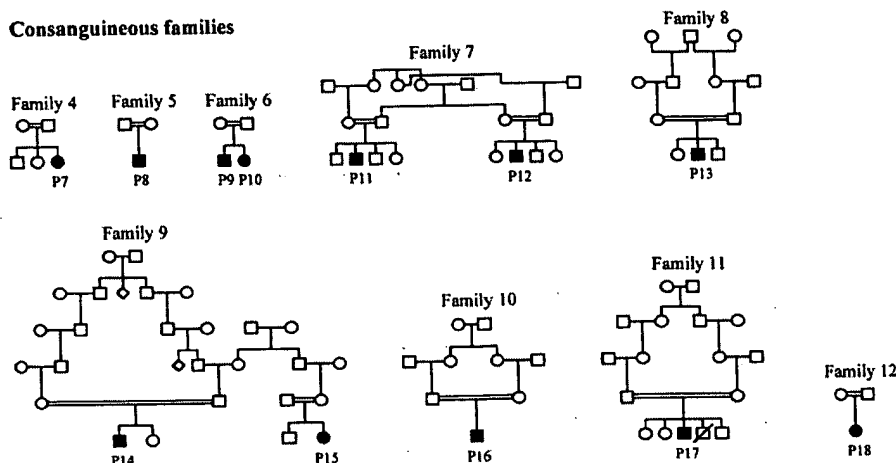 Consanguineous families
Family 4
Family 5
Family 6
Family 7
Family 8
P7
P8
P9 P10
P11
P12
P13
Family 9
Family 10
Family 11
Family 12
P14
P15
P16
P17
P18